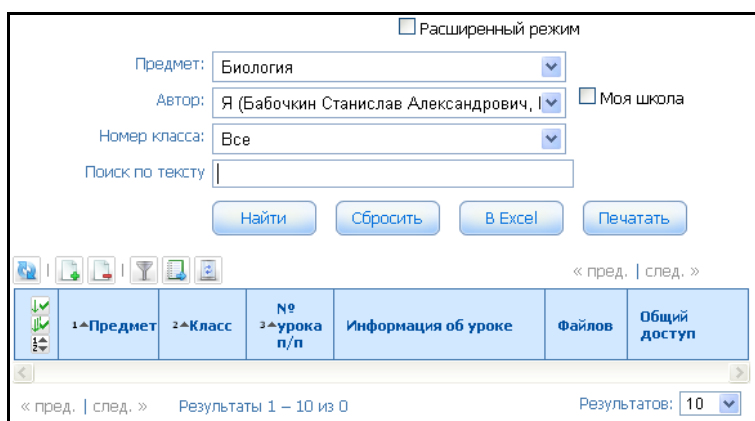 Расширенный режим
Предмет: Биология
Автор: Я (Бабочкин Станислав Александрович, Моя школа
Номер класса: Все
Поиск по тексту
Найти Сбросить В Excel Печатать
« пред. | след. »
1 Предмет 2 Класс 3 № урока п/п Информация об уроке Файлов Общий доступ
« пред. | след. » Результаты 1 – 10 из 0 Результатов: 10